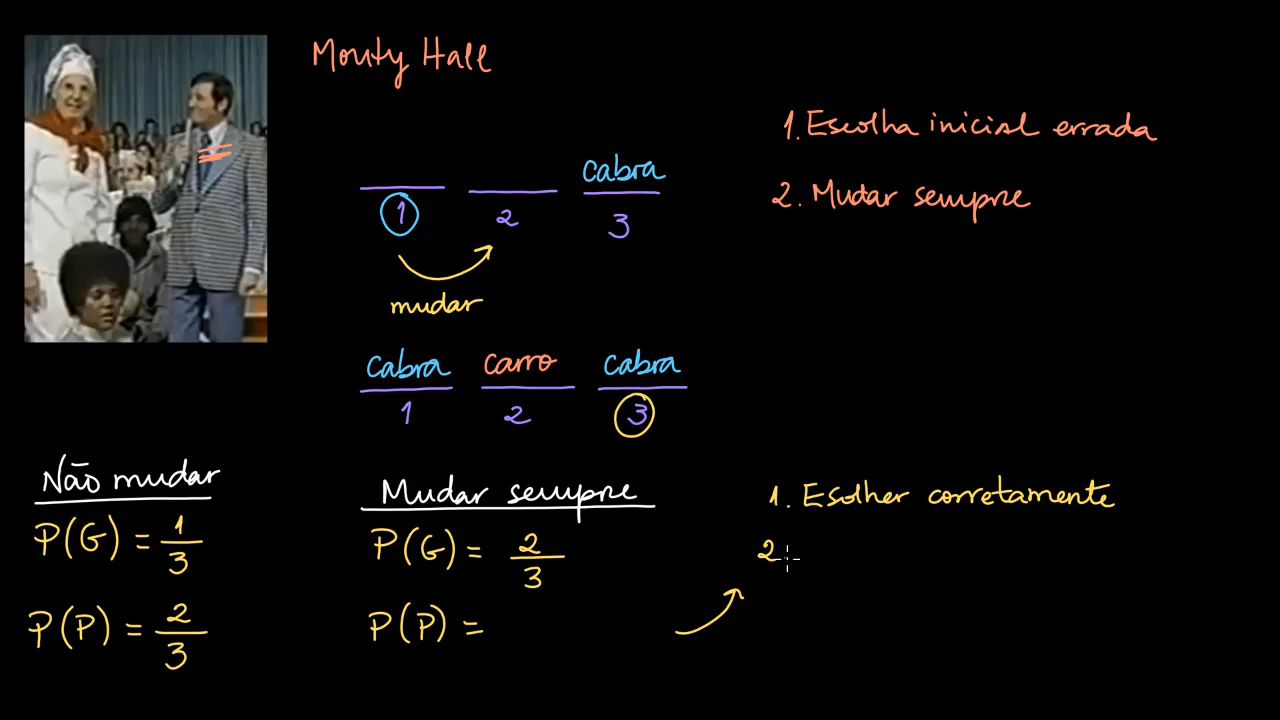 Monty Hall
1. Escolha inicial errada
2. Mudar sempre
Cabra
1 2 3
mudar
Cabra Carro Cabra
1 2 3
Não mudar
P(G) = 1/3
P(P) = 2/3
Mudar sempre
P(G) = 2/3
P(P) =
1. Esolher corretamente
2.